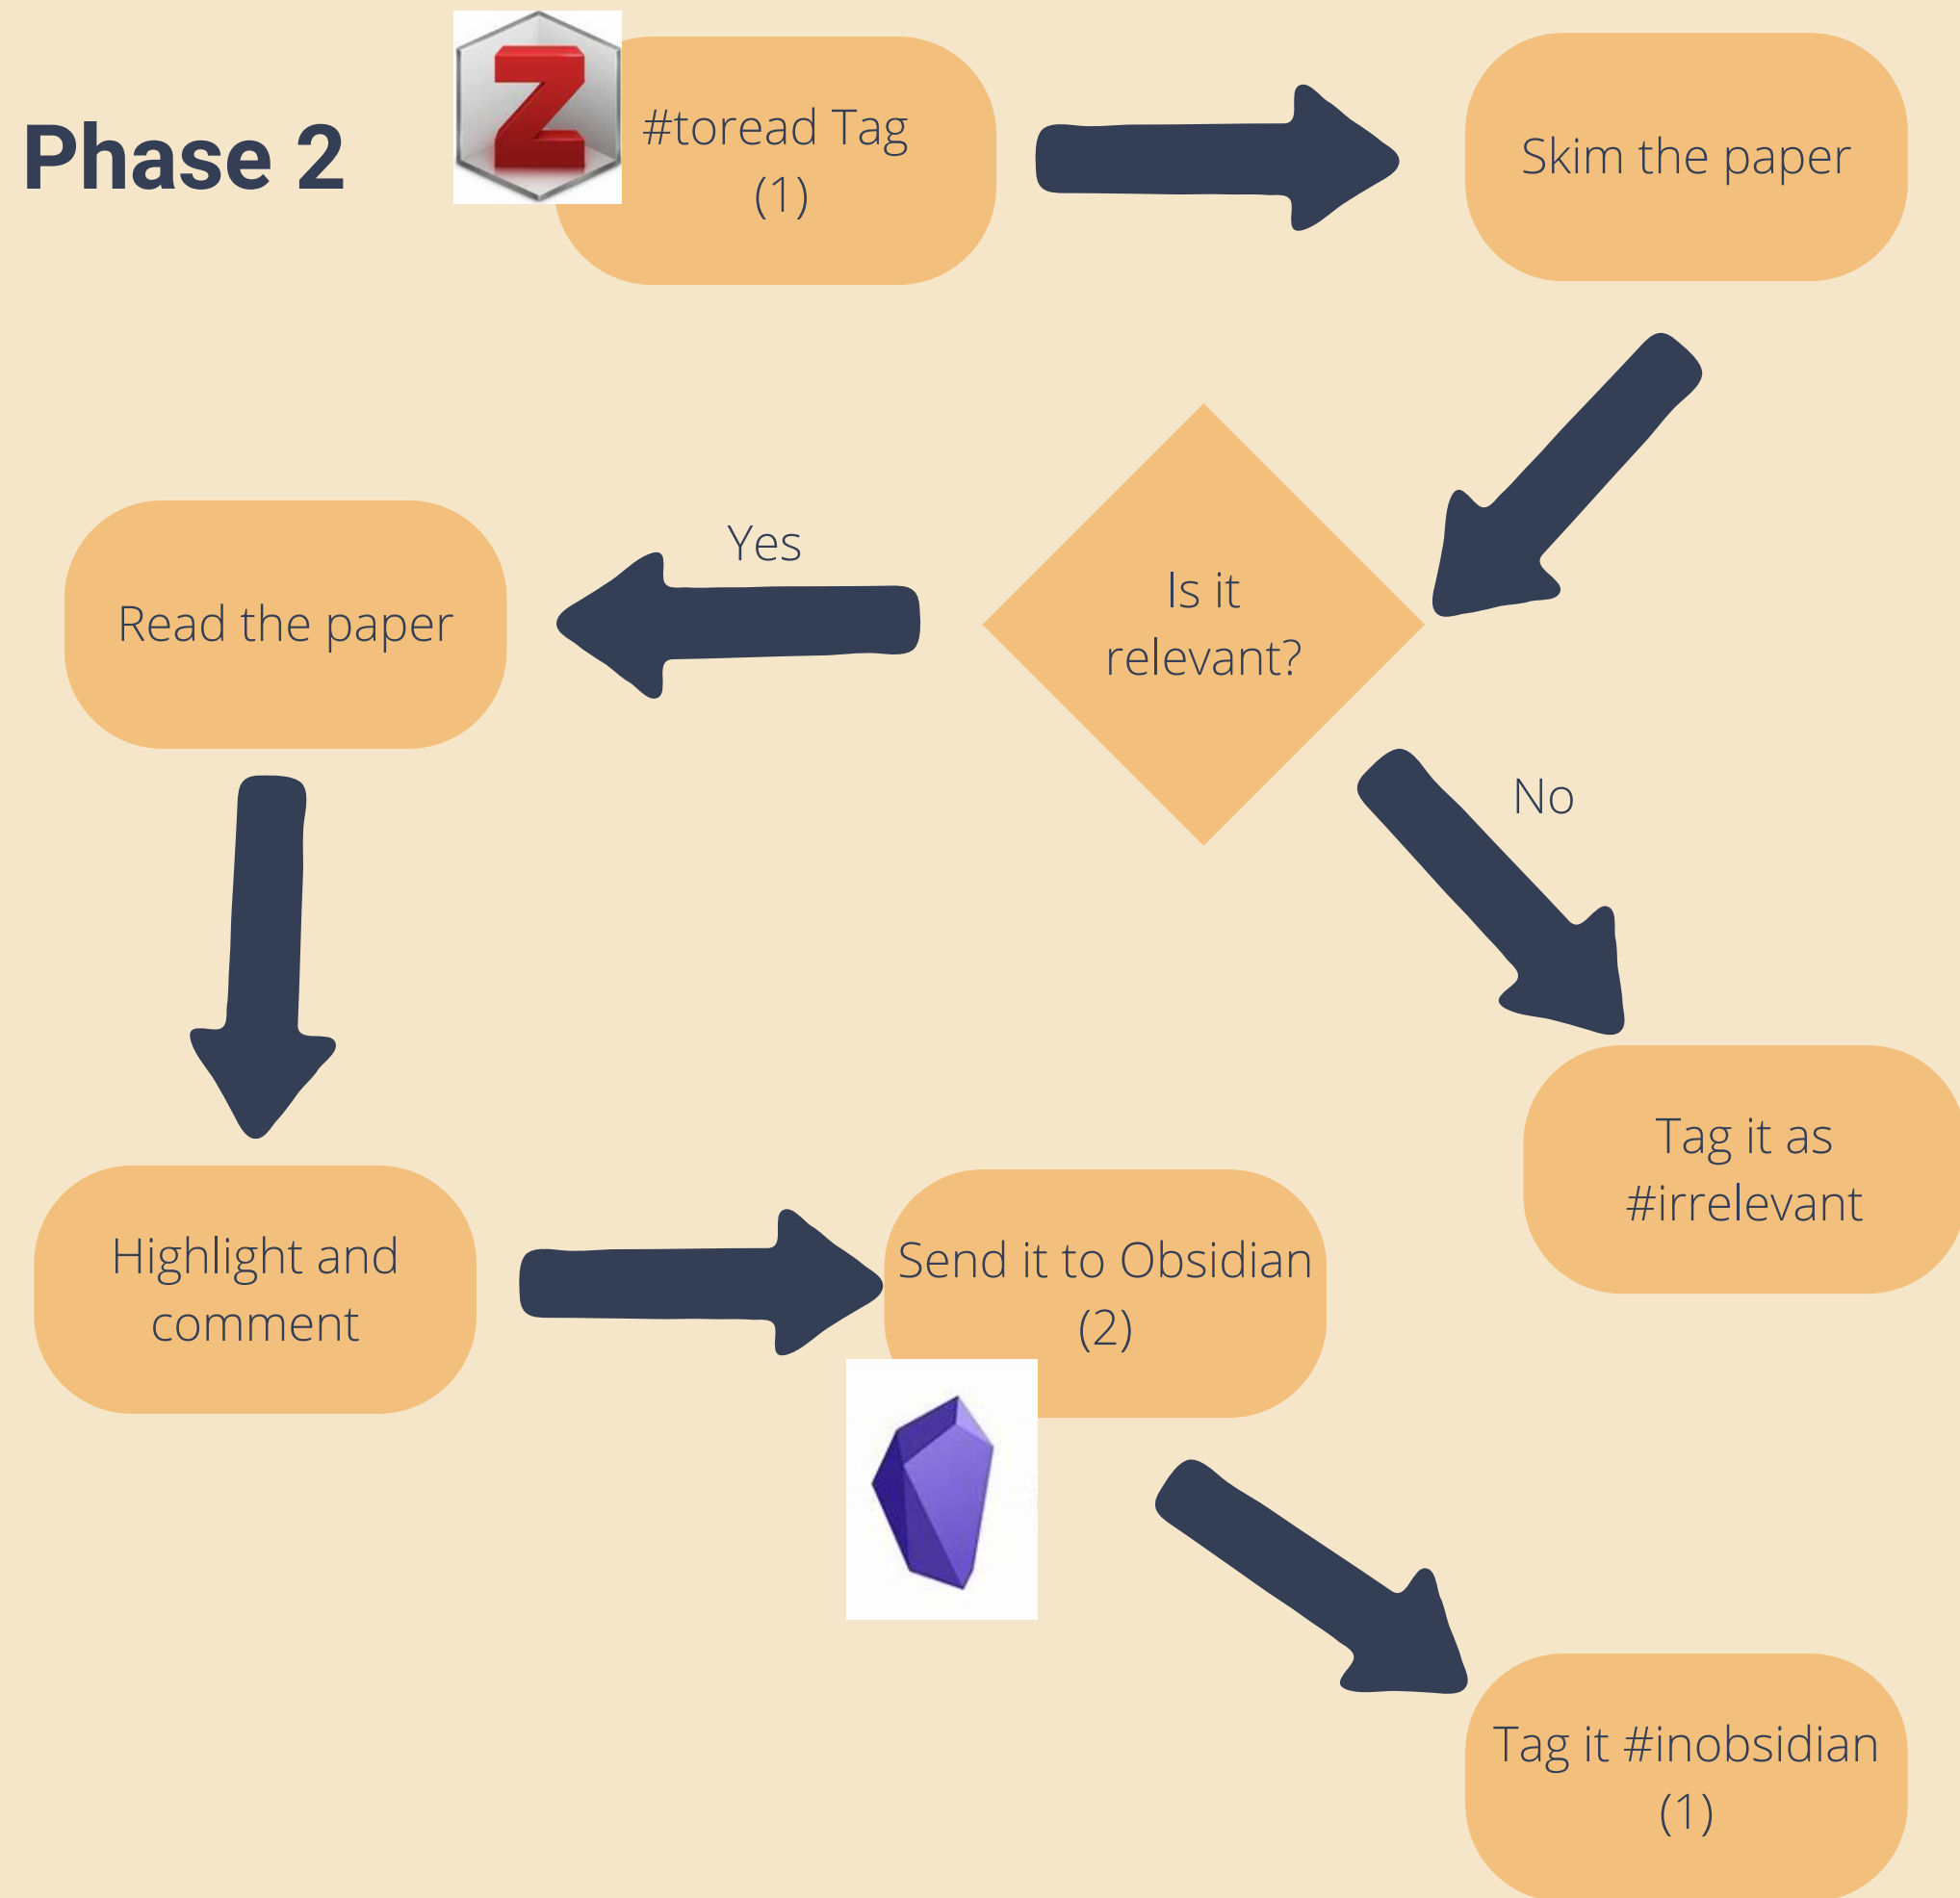 Phase 2
#toread Tag
(1)
Skim the paper
Is it
relevant?
Yes
Read the paper
No
Tag it as
#irrelevant
Highlight and
comment
Send it to Obsidian
(2)
Tag it #inobsidian
(1)